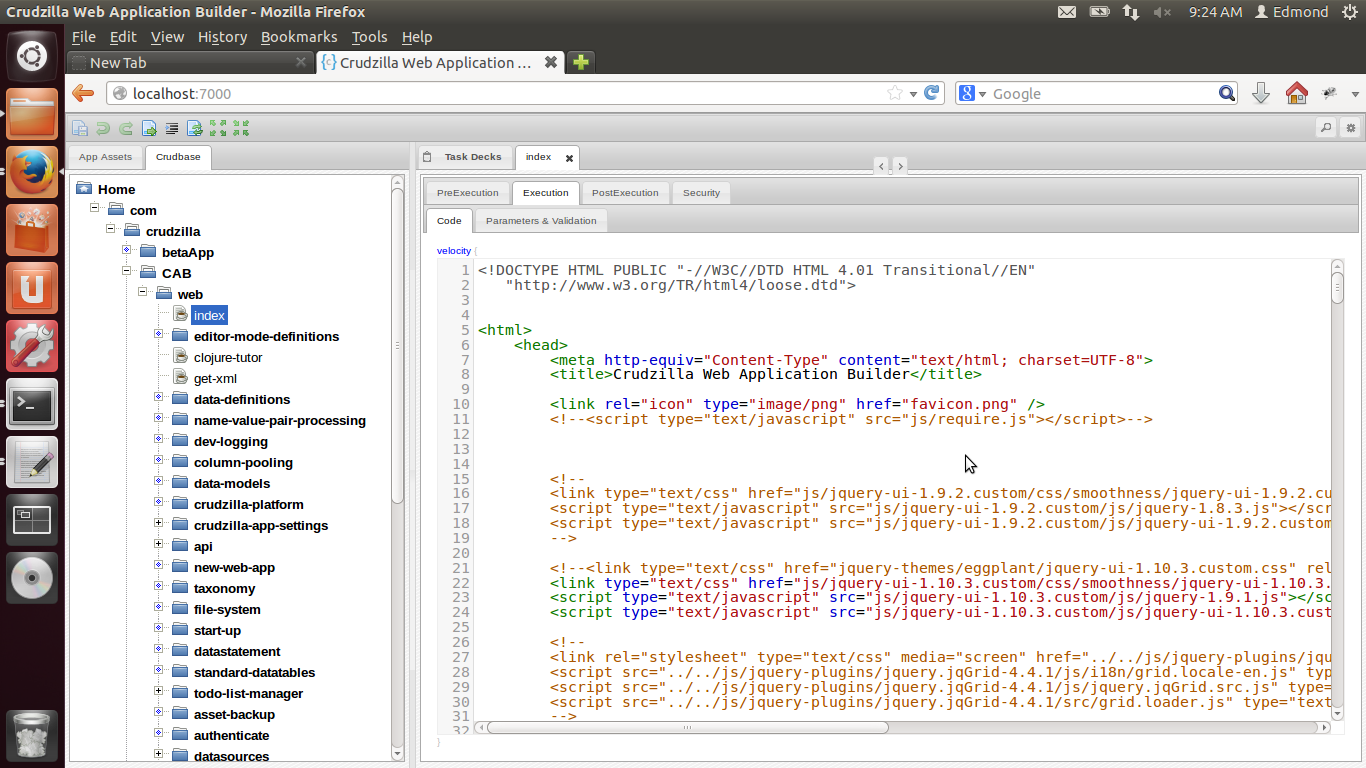 Crudzilla Web Application Builder - Mozilla Firefox
9:24 AM Edmond
File Edit View History Bookmarks Tools Help
New Tab
{c} Crudzilla Web Application ...
localhost:7000
8 Google
App Assets
Crudbase
Task Decks
index
Home
com
crudzilla
betaApp
CAB
web
index
editor-mode-definitions
clojure-tutor
get-xml
data-definitions
name-value-pair-processing
dev-logging
column-pooling
data-models
crudzilla-platform
crudzilla-app-settings
api
new-web-app
taxonomy
file-system
start-up
datastatement
standard-datatables
todo-list-manager
asset-backup
authenticate
datasources
PreExecution Execution PostExecution Security
Code Parameters & Validation
velocity {
1 <!DOCTYPE HTML PUBLIC "-//W3C//DTD HTML 4.01 Transitional//EN"
2 "http://www.w3.org/TR/html4/loose.dtd">
3
4
5 <html>
6 <head>
7 <meta http-equiv="Content-Type" content="text/html; charset=UTF-8">
8 <title>Crudzilla Web Application Builder</title>
9
10 <link rel="icon" type="image/png" href="favicon.png" />
11 <!--<script type="text/javascript" src="js/require.js"></script>-->
12
13
14
15 <!--
16 <link type="text/css" href="js/jquery-ui-1.9.2.custom/css/smoothness/jquery-ui-1.9.2.cu
17 <script type="text/javascript" src="js/jquery-ui-1.9.2.custom/js/jquery-1.8.3.js"></scr
18 <script type="text/javascript" src="js/jquery-ui-1.9.2.custom/js/jquery-ui-1.9.2.custom
19 -->
20
21 <!--<link type="text/css" href="jquery-themes/eggplant/jquery-ui-1.10.3.custom.css" rel
22 <link type="text/css" href="js/jquery-ui-1.10.3.custom/css/smoothness/jquery-ui-1.10.3.
23 <script type="text/javascript" src="js/jquery-ui-1.10.3.custom/js/jquery-1.9.1.js"></sc
24 <script type="text/javascript" src="js/jquery-ui-1.10.3.custom/js/jquery-ui-1.10.3.cust
25
26 <!--
27 <link rel="stylesheet" type="text/css" media="screen" href="../../js/jquery-plugins/jqu
28 <script src="../../js/jquery-plugins/jquery.jqGrid-4.4.1/js/i18n/grid.locale-en.js" typ
29 <script src="../../js/jquery-plugins/jquery.jqGrid-4.4.1/js/jquery.jqGrid.src.js" type=
30 <script src="../../js/jquery-plugins/jquery.jqGrid-4.4.1/src/grid.loader.js" type="text
31 -->
32
}